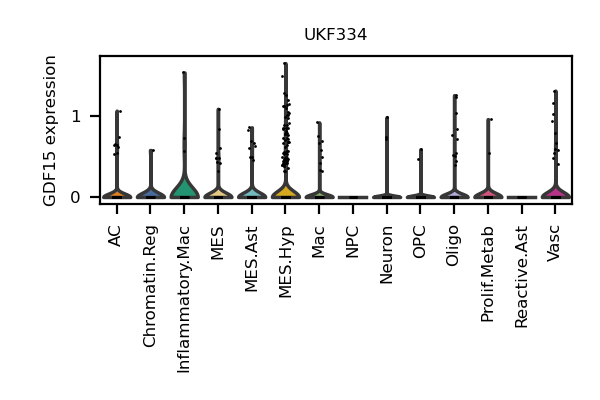 UKF334
GDF15 expression
1
0
AC
Chromatin.Reg
Inflammatory.Mac
MES
MES.Ast
MES.Hyp
Mac
NPC
Neuron
OPC
Oligo
Prolif.Metab
Reactive.Ast
Vasc